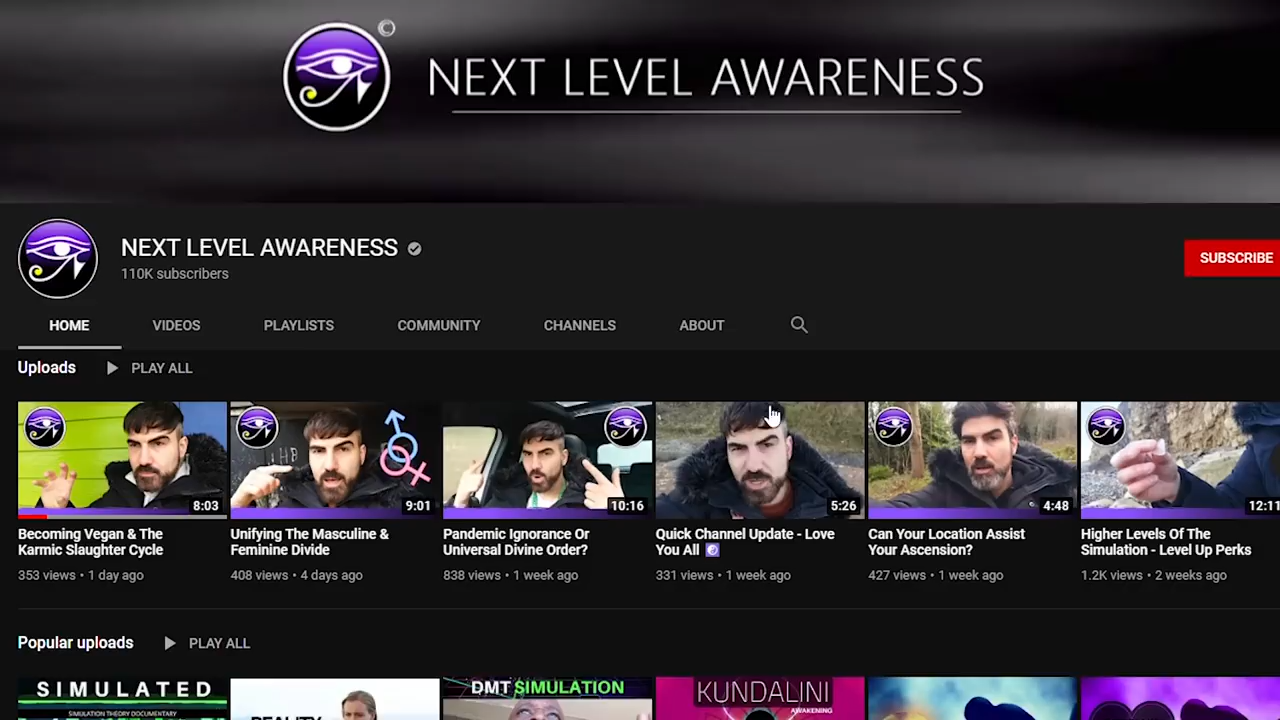 ©
NEXT LEVEL AWARENESS
NEXT LEVEL AWARENESS
110K subscribers
SUBSCRIBE
HOME VIDEOS PLAYLISTS COMMUNITY CHANNELS ABOUT
Uploads PLAY ALL
8:03 9:01 10:16 5:26 4:48 12:11
Becoming Vegan & The
Karmic Slaughter Cycle
353 views • 1 day ago
Unifying The Masculine &
Feminine Divide
408 views • 4 days ago
Pandemic Ignorance Or
Universal Divine Order?
838 views • 1 week ago
Quick Channel Update - Love
You All
331 views • 1 week ago
Can Your Location Assist
Your Ascension?
427 views • 1 week ago
Higher Levels Of The
Simulation - Level Up Perks
1.2K views • 2 weeks ago
Popular uploads PLAY ALL
SIMULATED
SIMULATION THEORY DOCUMENTARY
REALITY
DMT SIMULATION
KUNDALINI
AWAKENING